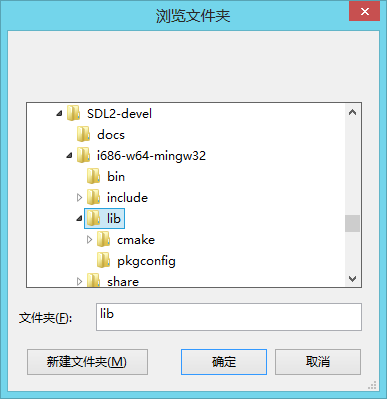 浏览文件夹
SDL2-devel
docs
i686-w64-mingw32
bin
include
lib
cmake
pkgconfig
share
文件夹(F):
lib
新建文件夹(M)
确定
取消